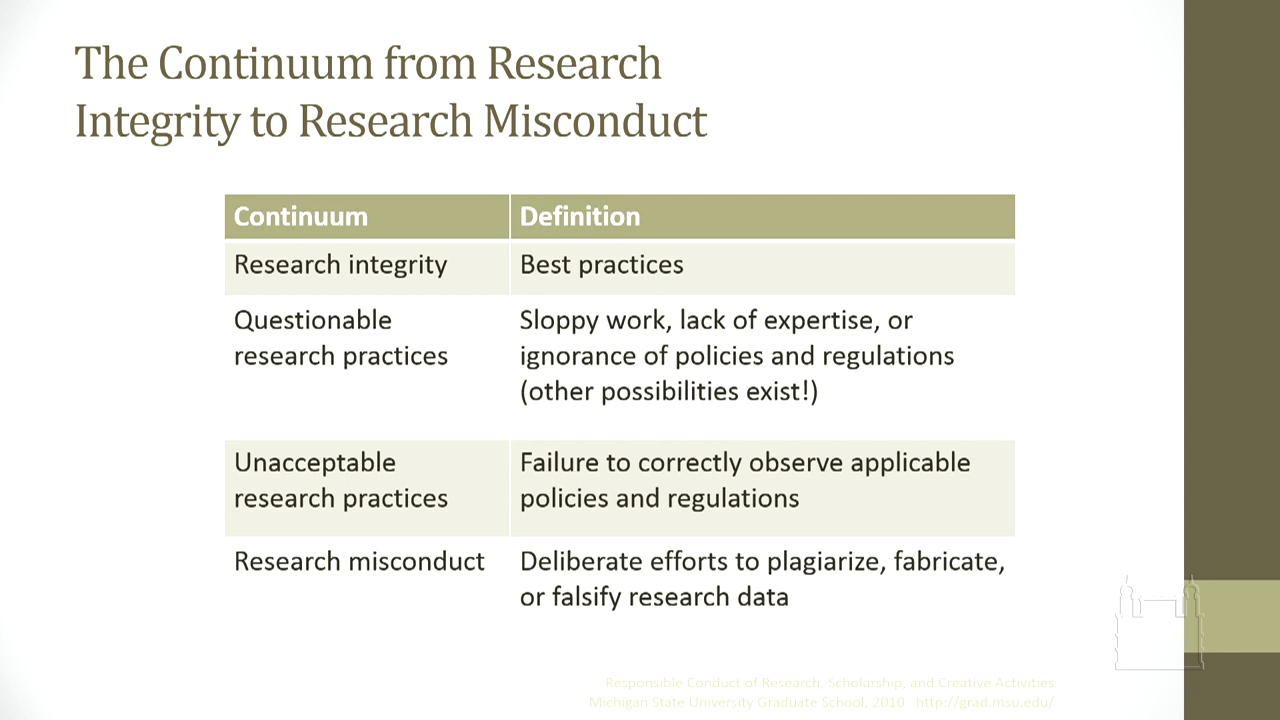 The Continuum from Research
Integrity to Research Misconduct
Continuum
Definition
Research integrity
Best practices
Questionable
research practices
Sloppy work, lack of expertise, or
ignorance of policies and regulations
(other possibilities exist!)
Unacceptable
research practices
Failure to correctly observe applicable
policies and regulations
Research misconduct
Deliberate efforts to plagiarize, fabricate,
or falsify research data
Responsible Conduct of Research, Scholarship, and Creative Activities
Michigan State University Graduate School, 2010  http://grad.msu.edu/